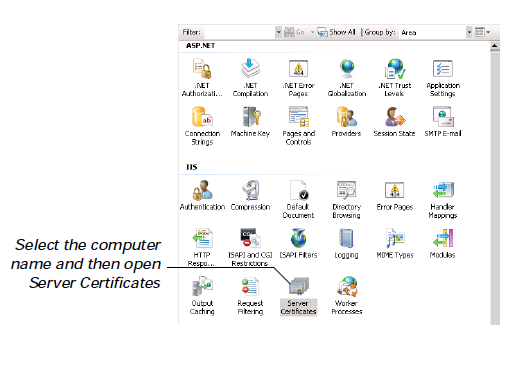 Filter:
Go
Show All
Group by: Area
ASP.NET
.NET Authorizati...
.NET Compilation
.NET Error Pages
.NET Globalization
.NET Trust Levels
Application Settings
Connection Strings
Machine Key
Pages and Controls
Providers
Session State
SMTP E-mail
IIS
Authentication
Compression
Default Document
Directory Browsing
Error Pages
Handler Mappings
HTTP Respo...
ISAPI and CGI Restrictions
ISAPI Filters
Logging
MIME Types
Modules
Output Caching
Request Filtering
Server Certificates
Worker Processes
Select the computer
name and then open
Server Certificates